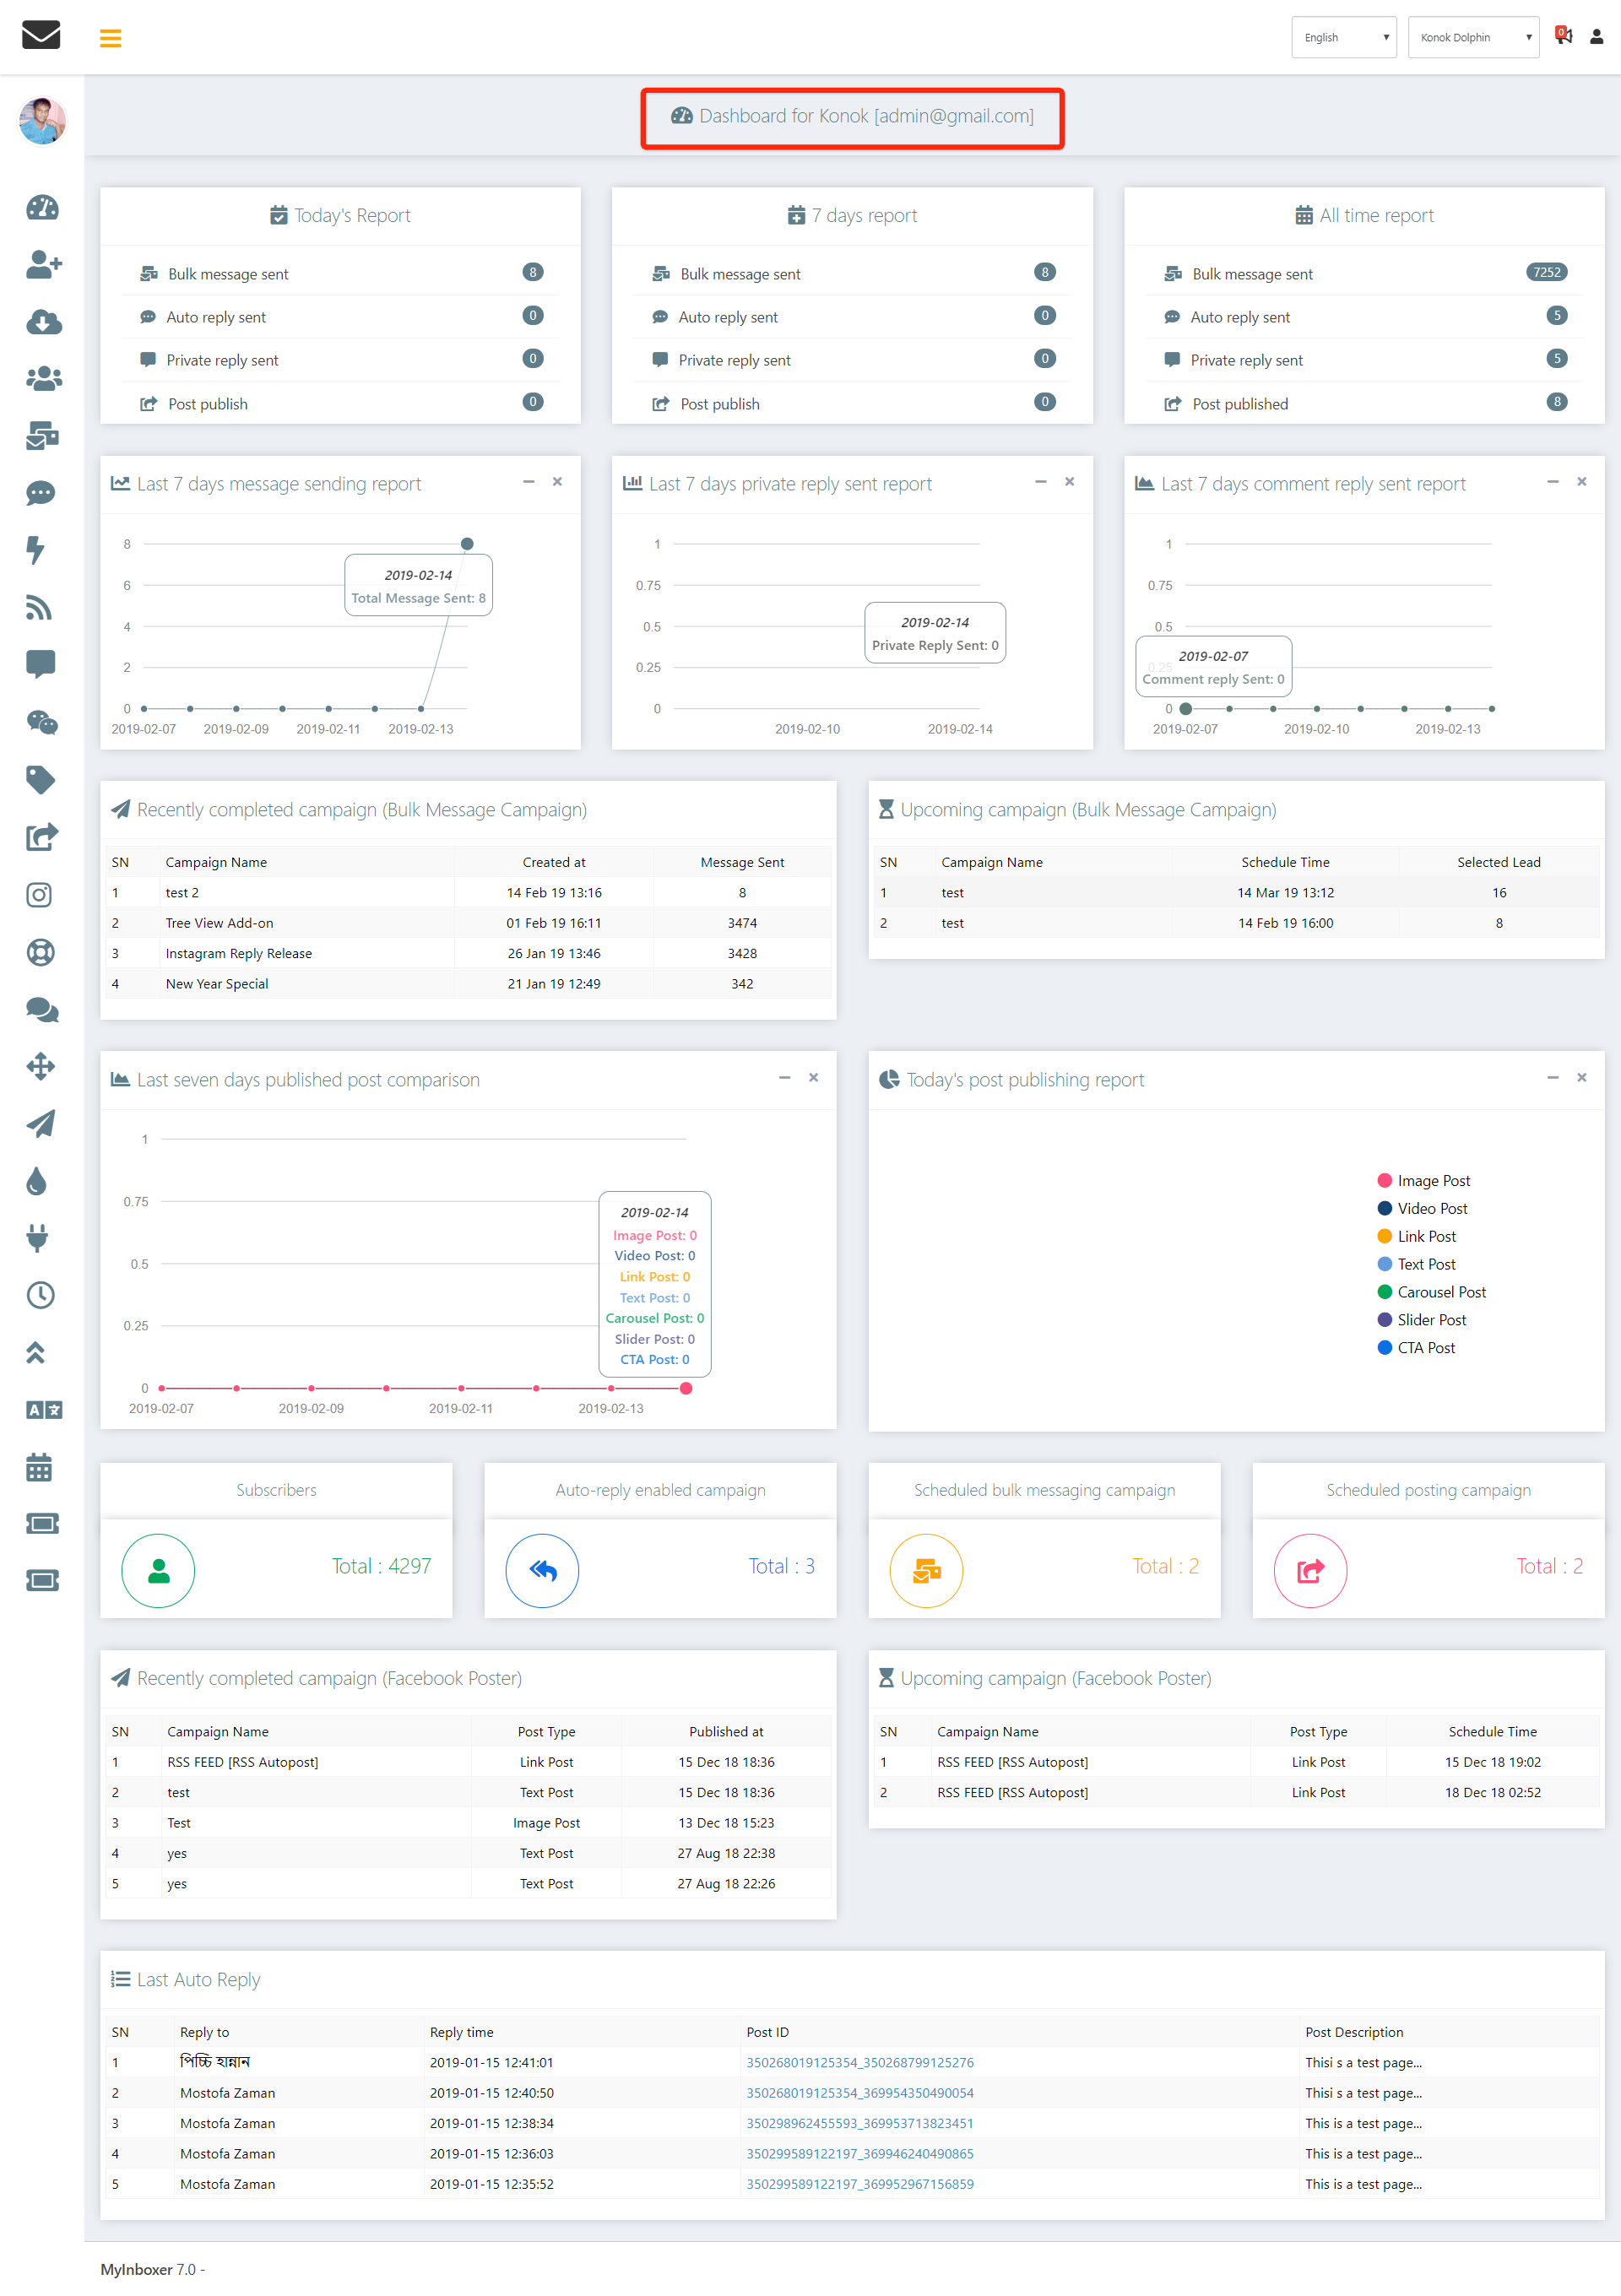 English ▾ Konok Dolphin ▾ 0
Dashboard for Konok [admin@gmail.com]
Today's Report
Bulk message sent 8
Auto reply sent 0
Private reply sent 0
Post publish 0
7 days report
Bulk message sent 8
Auto reply sent 0
Private reply sent 0
Post publish 0
All time report
Bulk message sent 7252
Auto reply sent 5
Private reply sent 5
Post published 8
Last 7 days message sending report
8
6
4
2
0
2019-02-14
Total Message Sent: 8
2019-02-07 2019-02-09 2019-02-11 2019-02-13
Last 7 days private reply sent report
1
0.75
0.5
0.25
0
2019-02-14
Private Reply Sent: 0
2019-02-10 2019-02-14
Last 7 days comment reply sent report
1
0.75
0.5
0.25
0
2019-02-07
Comment reply Sent: 0
2019-02-07 2019-02-10 2019-02-13
Recently completed campaign (Bulk Message Campaign)
SN Campaign Name Created at Message Sent
1 test 2 14 Feb 19 13:16 8
2 Tree View Add-on 01 Feb 19 16:11 3474
3 Instagram Reply Release 26 Jan 19 13:46 3428
4 New Year Special 21 Jan 19 12:49 342
Upcoming campaign (Bulk Message Campaign)
SN Campaign Name Schedule Time Selected Lead
1 test 14 Mar 19 13:12 16
2 test 14 Feb 19 16:00 8
Last seven days published post comparison
1
0.75
0.5
0.25
0
2019-02-14
Image Post: 0
Video Post: 0
Link Post: 0
Text Post: 0
Carousel Post: 0
Slider Post: 0
CTA Post: 0
2019-02-07 2019-02-09 2019-02-11 2019-02-13
Today's post publishing report
Image Post
Video Post
Link Post
Text Post
Carousel Post
Slider Post
CTA Post
Subscribers
Total : 4297
Auto-reply enabled campaign
Total : 3
Scheduled bulk messaging campaign
Total : 2
Scheduled posting campaign
Total : 2
Recently completed campaign (Facebook Poster)
SN Campaign Name Post Type Published at
1 RSS FEED [RSS Autopost] Link Post 15 Dec 18 18:36
2 test Text Post 15 Dec 18 18:36
3 Test Image Post 13 Dec 18 15:23
4 yes Text Post 27 Aug 18 22:38
5 yes Text Post 27 Aug 18 22:26
Upcoming campaign (Facebook Poster)
SN Campaign Name Post Type Schedule Time
1 RSS FEED [RSS Autopost] Link Post 15 Dec 18 19:02
2 RSS FEED [RSS Autopost] Link Post 18 Dec 18 02:52
Last Auto Reply
SN Reply to Reply time Post ID Post Description
1 পিচ্চি হান্নান 2019-01-15 12:41:01 350268019125354_350268799125276 Thisi s a test page...
2 Mostofa Zaman 2019-01-15 12:40:50 350268019125354_369954350490054 Thisi s a test page...
3 Mostofa Zaman 2019-01-15 12:38:34 350298962455593_369953713823451 This is a test page...
4 Mostofa Zaman 2019-01-15 12:36:03 350299589122197_369946240490865 This is a test page...
5 Mostofa Zaman 2019-01-15 12:35:52 350299589122197_369952967156859 This is a test page...
MyInboxer 7.0 -